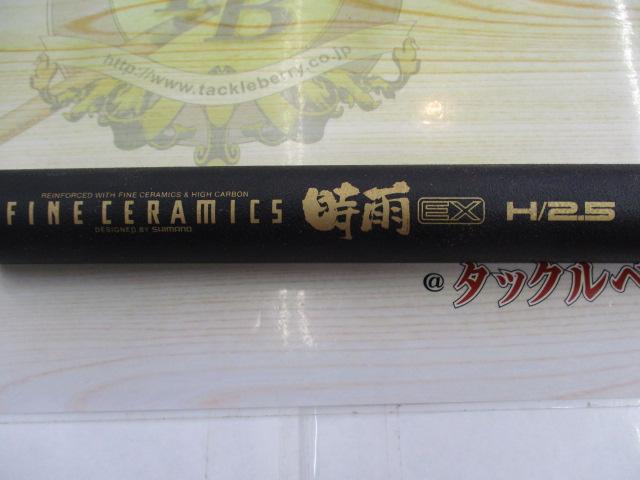 B
http://www.tackleberry.co.jp
REINFORCED WITH FINE CERAMICS & HIGH CARBON
FINE CERAMICS 時雨 EX H/2.5
DESIGNED BY SHIMANO
@タックルベ